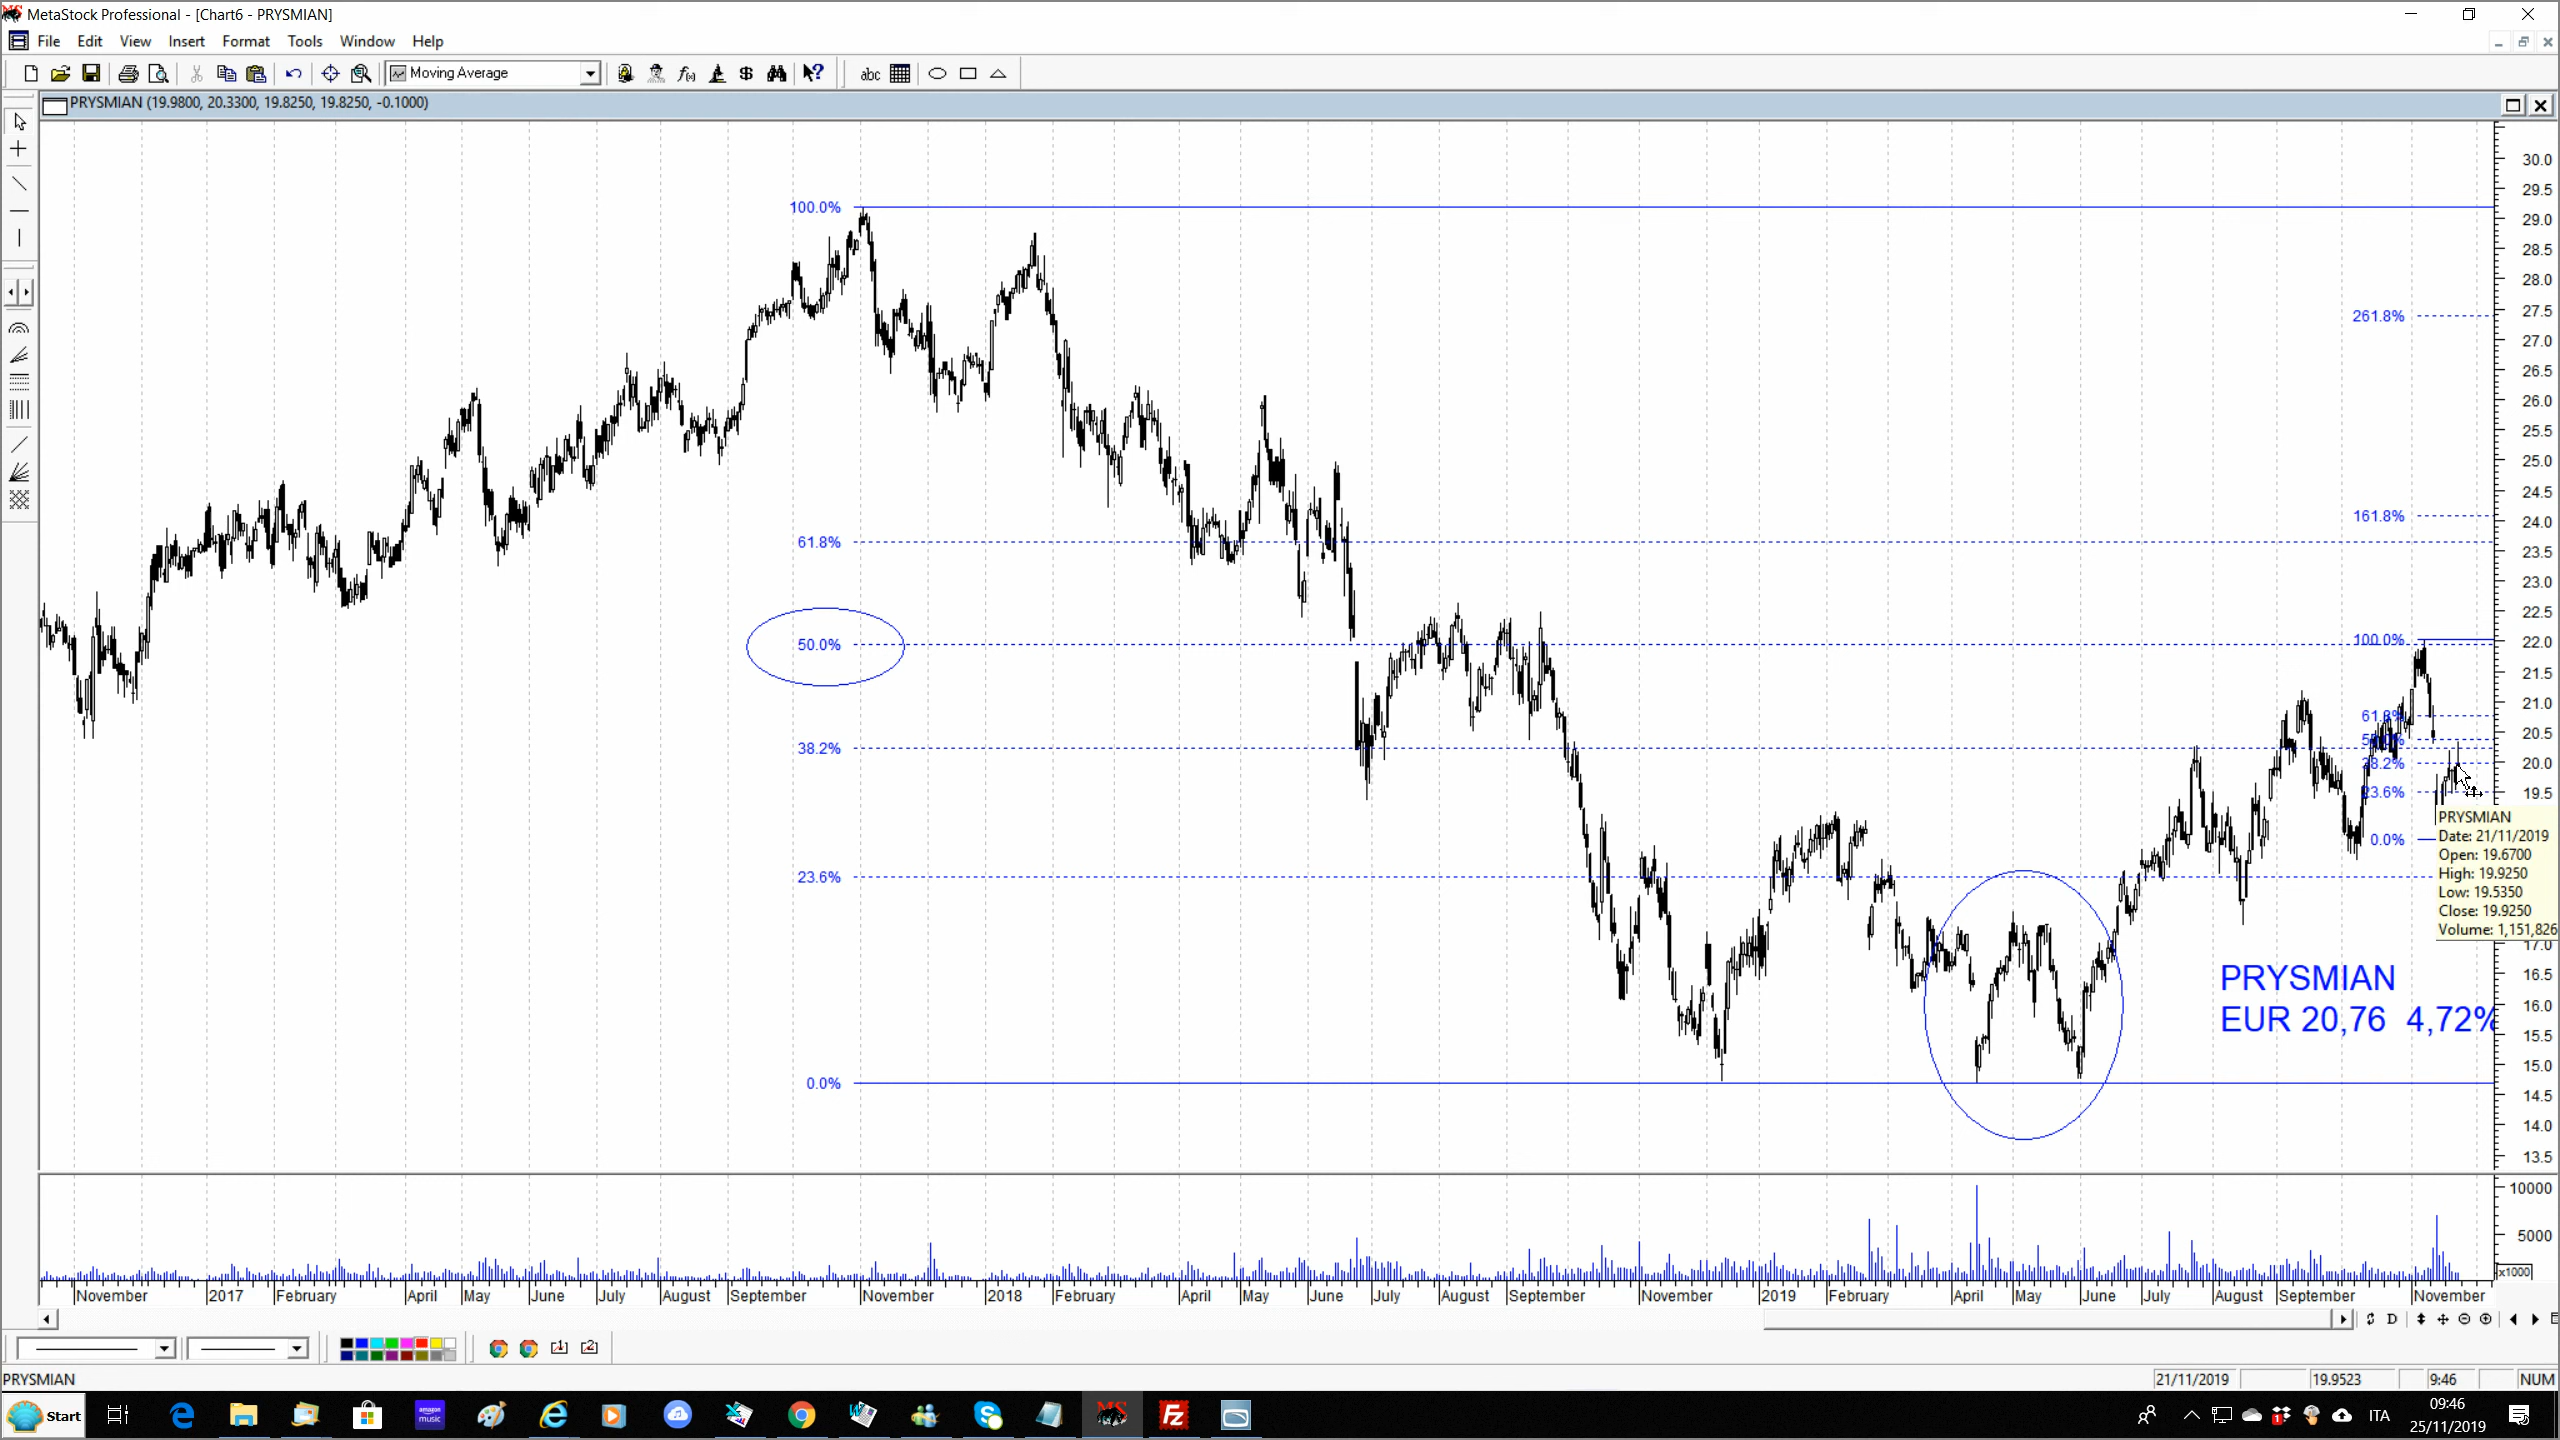 MetaStock Professional - [Chart6 - PRYSMIAN]
File Edit View Insert Format Tools Window Help
Moving Average
abc
PRYSMIAN (19.9800, 20.3300, 19.8250, 19.8250, -0.1000)
30.0
29.5
100.0%
29.0
28.5
28.0
261.8%
27.5
27.0
26.5
26.0
25.5
25.0
24.5
161.8%
24.0
61.8%
23.5
23.0
22.5
50.0%
100.0%
22.0
21.5
21.0
61.8%
20.5
38.2%
20.0
38.2%
23.6%
19.5
0.0%
PRYSMIAN
Date: 21/11/2019
Open: 19.6700
High: 19.9250
Low: 19.5350
Close: 19.9250
Volume: 1,151,826
23.6%
17.0
16.5
PRYSMIAN
16.0
EUR 20,76 4,72%
15.5
15.0
0.0%
14.5
14.0
13.5
10000
5000
x1000
November 2017 February April May June July August September November 2018 February April May June July August September November 2019 February April May June July August September November
D
PRYSMIAN
21/11/2019 19.9523 9:46 NUM
Start
amazon music
ITA
09:46
25/11/2019